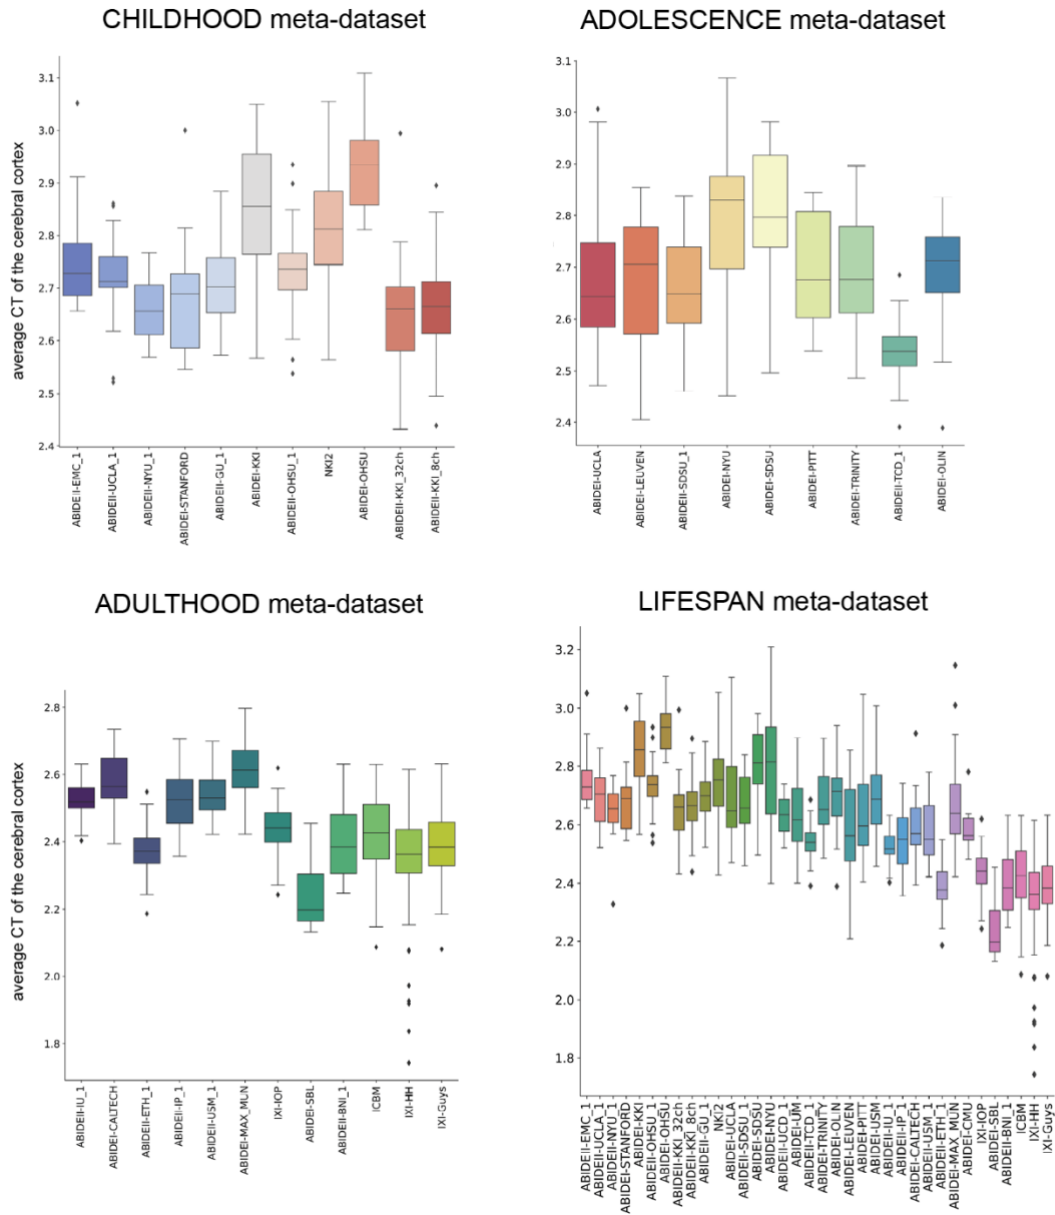 CHILDHOOD meta-dataset
average CT of the cerebral cortex
3.1
3.0
2.9
2.8
2.7
2.6
2.5
2.4
ABIDEII-EMC_1
ABIDEII-UCLA_1
ABIDEII-NYU_1
ABIDEI-STANFORD
ABIDEII-GU_1
ABIDEI-KKI
ABIDEII-OHSU_1
NKI2
ABIDEI-OHSU
ABIDEII-KKI_32ch
ABIDEII-KKI_8ch
ADOLESCENCE meta-dataset
3.1
3.0
2.9
2.8
2.7
2.6
2.5
2.4
ABIDEI-UCLA
ABIDEI-LEUVEN
ABIDEII-SDSU_1
ABIDEI-NYU
ABIDEI-SDSU
ABIDEI-PITT
ABIDEI-TRINITY
ABIDEII-TCD_1
ABIDEI-OLIN
ADULTHOOD meta-dataset
average CT of the cerebral cortex
2.6
2.4
2.2
2.0
1.8
ABIDEII-IU_1
ABIDEI-CALTECH
ABIDEII-ETH_1
ABIDEII-IP_1
ABIDEII-USM_1
ABIDEI-MAX_MUN
IXI-IOP
ABIDEI-SBL
ABIDEII-BNI_1
ICBM
IXI-HH
IXI-Guys
LIFESPAN meta-dataset
3.2
3.0
2.8
2.6
2.4
2.2
2.0
1.8
ABIDEII-EMC_1
ABIDEII-UCLA_1
ABIDEII-NYU_1
ABIDEI-STANFORD
ABIDEI-KKI
ABIDEII-OHSU_1
ABIDEI-OHSU
ABIDEII-KKI_32ch
ABIDEII-KKI_8ch
ABIDEII-GU_1
NKI2
ABIDEI-UCLA
ABIDEII-SDSU_1
ABIDEI-SDSU
ABIDEI-NYU
ABIDEII-UCD_1
ABIDEI-UM
ABIDEII-TCD_1
ABIDEI-TRINITY
ABIDEI-OLIN
ABIDEI-LEUVEN
ABIDEI-PITT
ABIDEI-USM
ABIDEII-IU_1
ABIDEII-IP_1
ABIDEI-CALTECH
ABIDEII-USM_1
ABIDEII-ETH_1
ABIDEI-MAX_MUN
ABIDEI-CMU
IXI-IOP
ABIDEI-SBL
ABIDEII-BNI_1
ICBM
IXI-HH
IXI-Guys